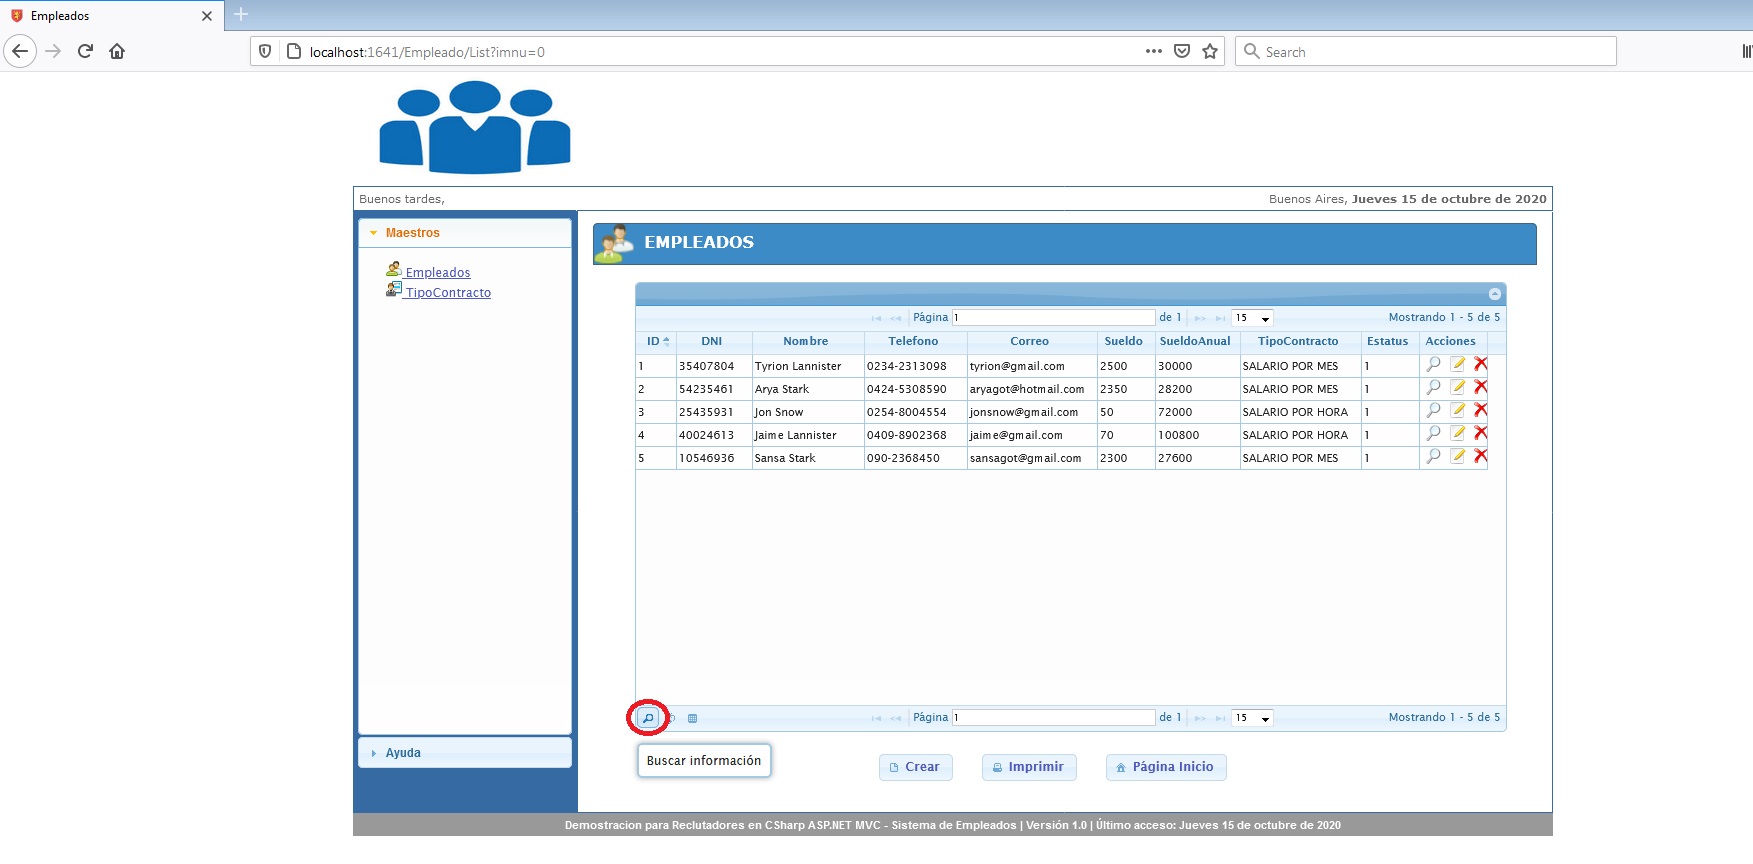 Empleados
localhost:1641/Empleado/List?imnu=0
Search
Buenos tardes,
Buenos Aires, Jueves 15 de octubre de 2020
Maestros
Empleados
TipoContracto
Ayuda
EMPLEADOS
Página 1 de 1 15 Mostrando 1 - 5 de 5
ID DNI Nombre Telefono Correo Sueldo SueldoAnual TipoContracto Estatus Acciones
1 35407804 Tyrion Lannister 0234-2313098 tyrion@gmail.com 2500 30000 SALARIO POR MES 1
2 54235461 Arya Stark 0424-5308590 aryagot@hotmail.com 2350 28200 SALARIO POR MES 1
3 25435931 Jon Snow 0254-8004554 jonsnow@gmail.com 50 72000 SALARIO POR HORA 1
4 40024613 Jaime Lannister 0409-8902368 jaime@gmail.com 70 100800 SALARIO POR HORA 1
5 10546936 Sansa Stark 090-2368450 sansagot@gmail.com 2300 27600 SALARIO POR MES 1
Página 1 de 1 15 Mostrando 1 - 5 de 5
Buscar información
Crear Imprimir Página Inicio
Demostracion para Reclutadores en CSharp ASP.NET MVC - Sistema de Empleados | Versión 1.0 | Último acceso: Jueves 15 de octubre de 2020